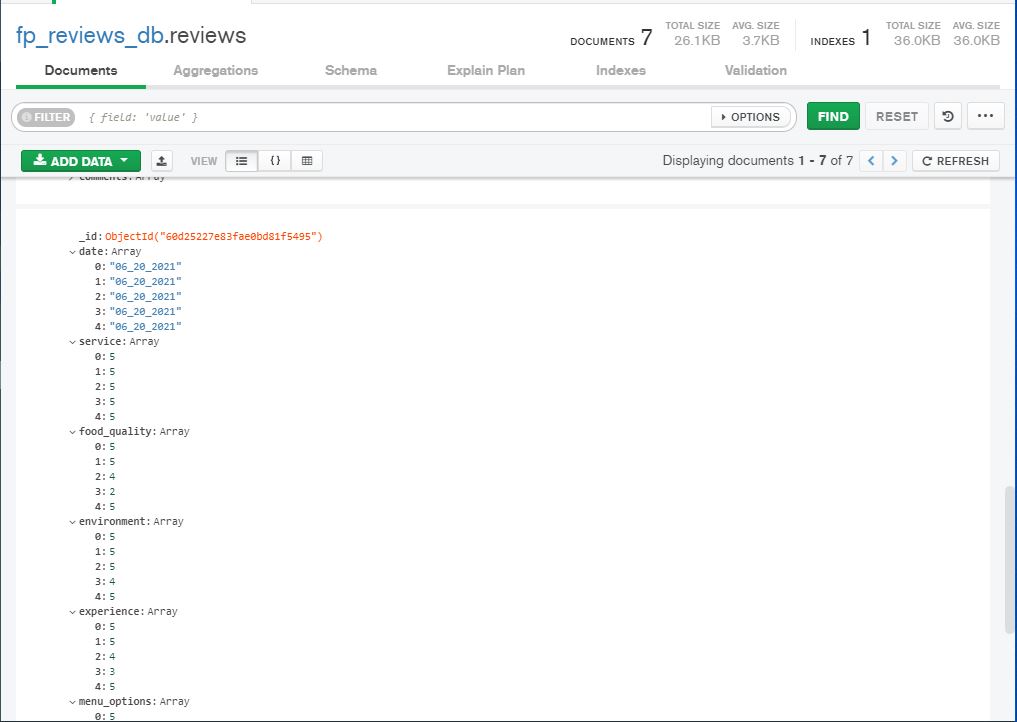 fp_reviews_db.reviews
DOCUMENTS 7 TOTAL SIZE 26.1KB AVG. SIZE 3.7KB INDEXES 1 TOTAL SIZE 36.0KB AVG. SIZE 36.0KB
Documents Aggregations Schema Explain Plan Indexes Validation
FILTER { field: 'value' } OPTIONS FIND RESET ...
ADD DATA VIEW {} Displaying documents 1 - 7 of 7 < > REFRESH
comments: Array
_id: ObjectId("60d25227e83fae0bd81f5495")
date: Array
0: "06_20_2021"
1: "06_20_2021"
2: "06_20_2021"
3: "06_20_2021"
4: "06_20_2021"
service: Array
0: 5
1: 5
2: 5
3: 5
4: 5
food_quality: Array
0: 5
1: 5
2: 4
3: 2
4: 5
environment: Array
0: 5
1: 5
2: 5
3: 4
4: 5
experience: Array
0: 5
1: 5
2: 4
3: 3
4: 5
menu_options: Array
0: 5